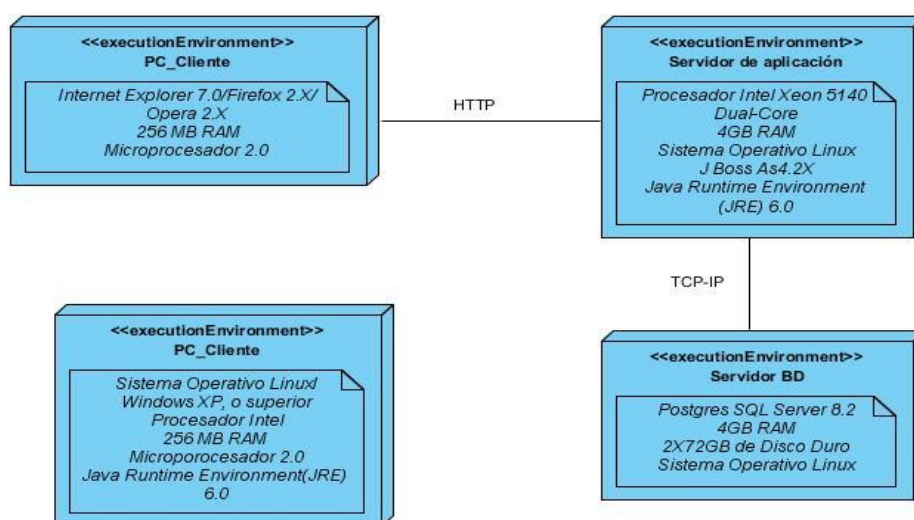 <<executionEnvironment>>
PC_Cliente
Internet Explorer 7.0/Firefox 2.X/
Opera 2.X
256 MB RAM
Microprocesador 2.0
HTTP
<<executionEnvironment>>
Servidor de aplicación
Procesador Intel Xeon 5140
Dual-Core
4GB RAM
Sistema Operativo Linux
J Boss As4.2X
Java Runtime Environment
(JRE) 6.0
TCP-IP
<<executionEnvironment>>
PC_Cliente
Sistema Operativo Linuxl
Windows XP, o superior
Procesador Intel
256 MB RAM
Microporocesador 2.0
Java Runtime Environment(JRE)
6.0
<<executionEnvironment>>
Servidor BD
Postgres SQL Server 8.2
4GB RAM
2X72GB de Disco Duro
Sistema Operativo Linux